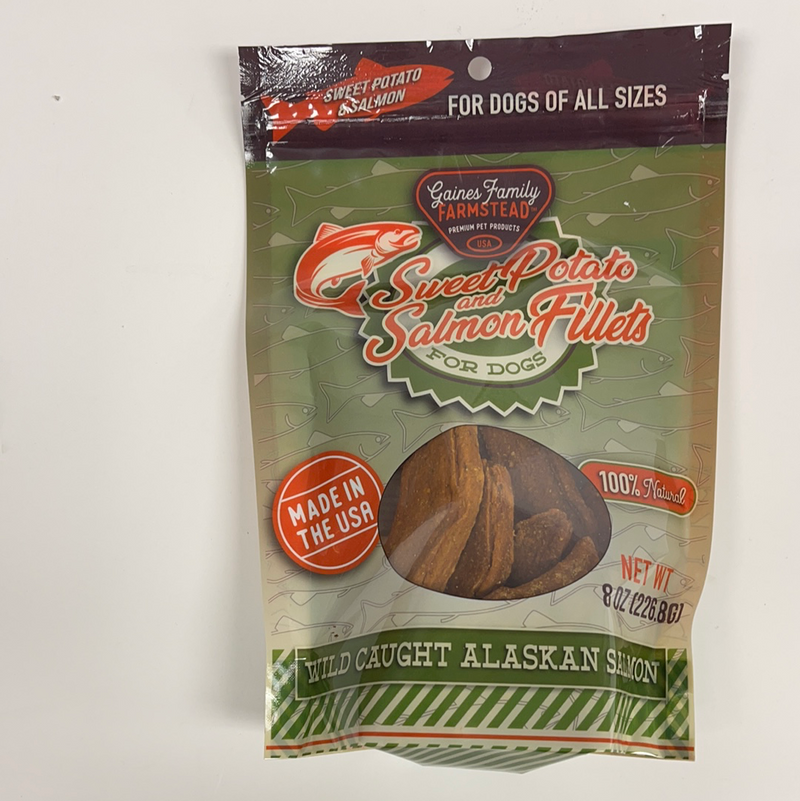 SWEET POTATO
& SALMON
FOR DOGS OF ALL SIZES
Gaines Family
FARMSTEAD™
PREMIUM PET PRODUCTS
USA
Sweet Potato
and
Salmon Fillets
FOR DOGS
MADE IN
THE USA
100% Natural
NET WT
8 OZ (226.8G)
WILD CAUGHT ALASKAN SALMON